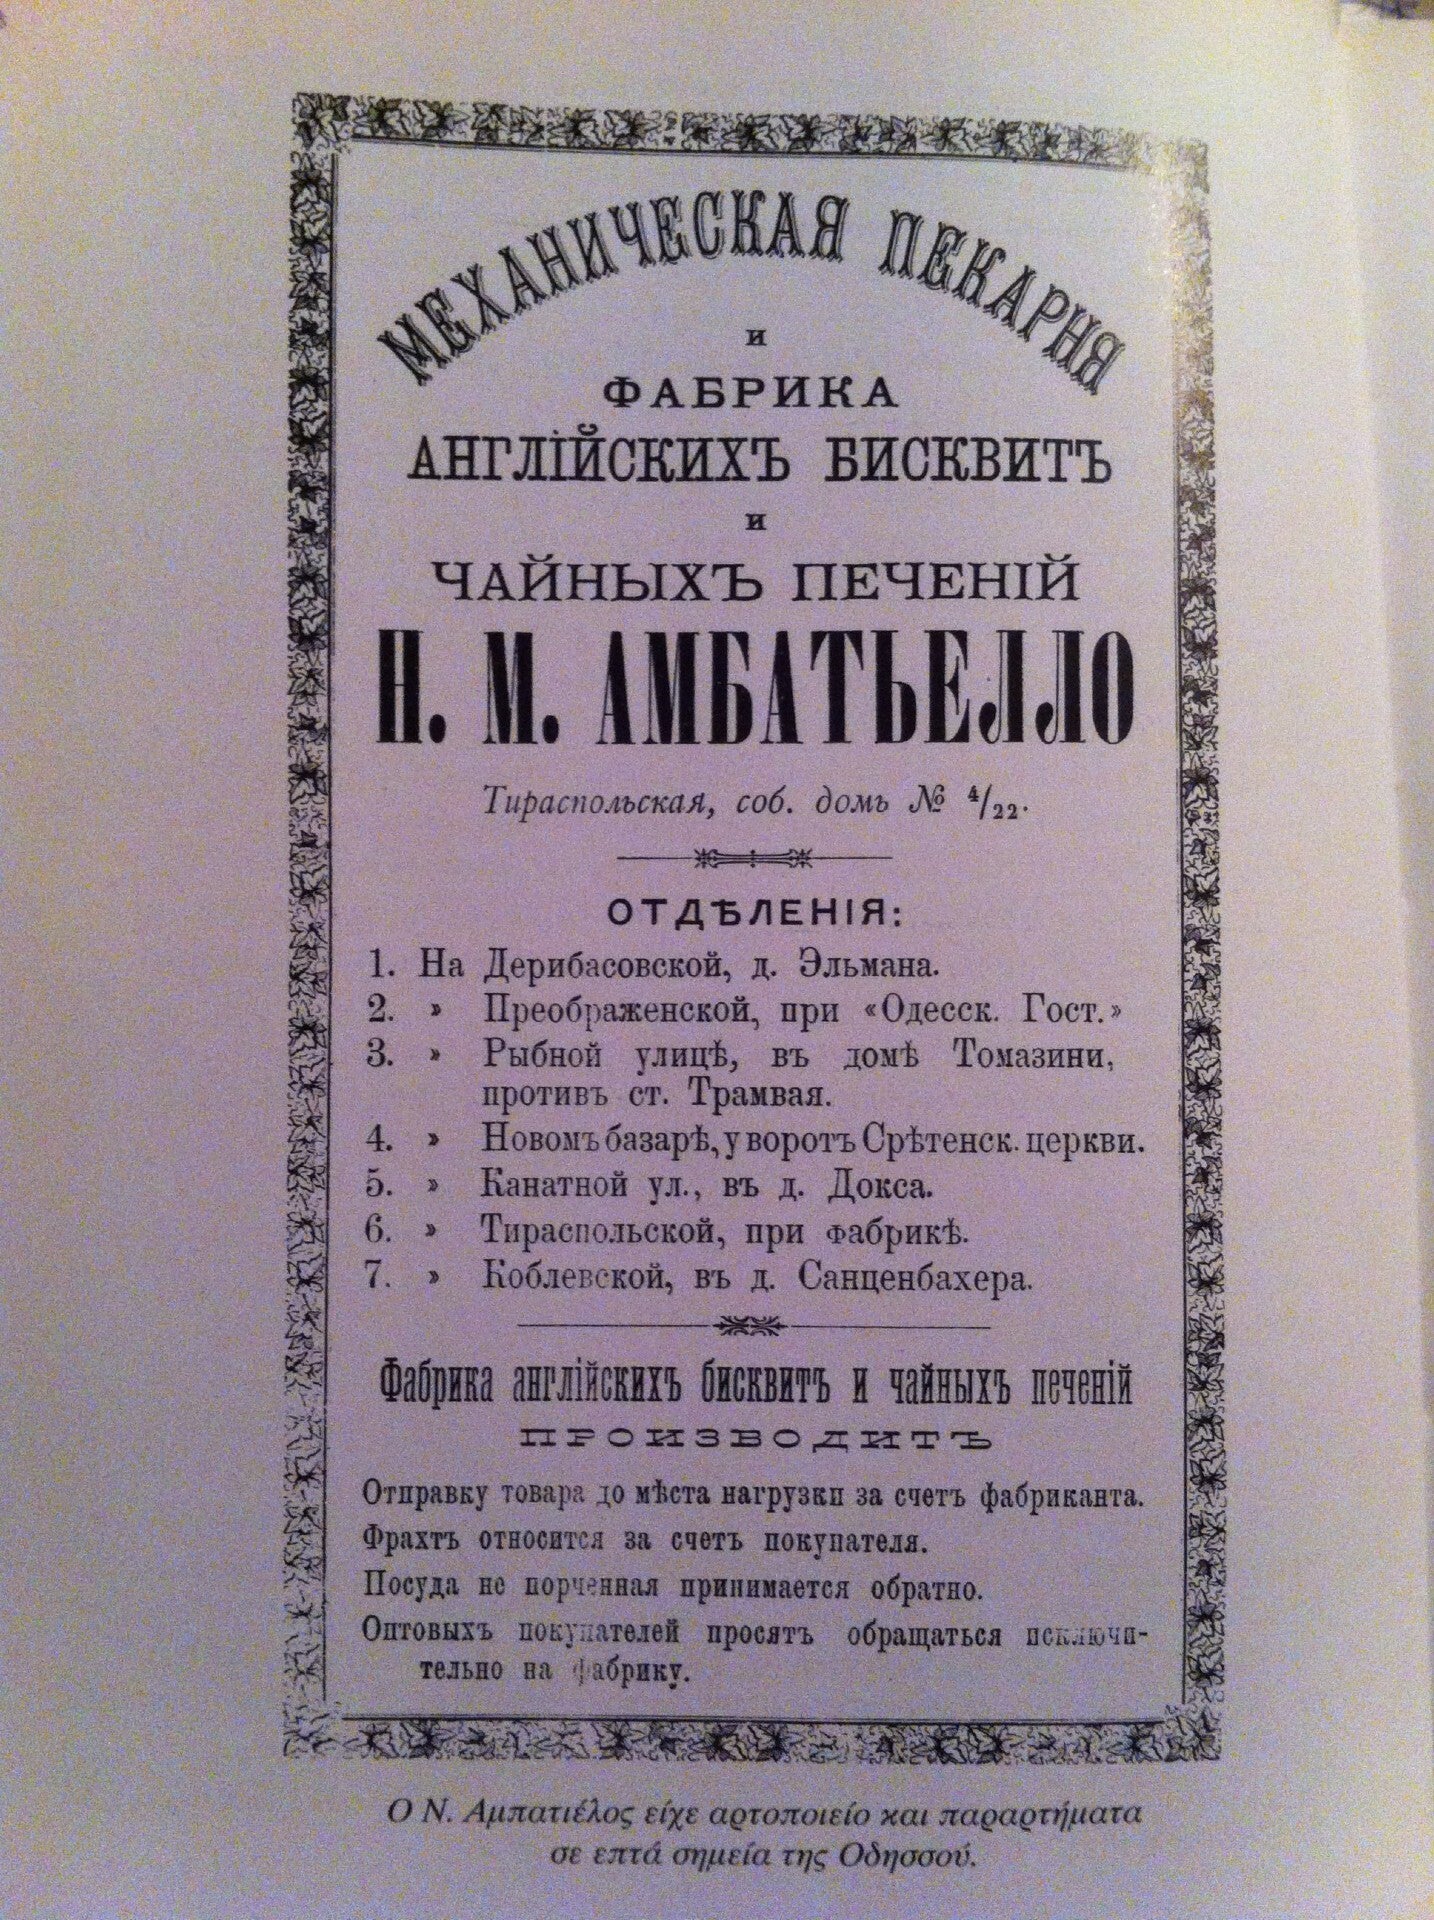 МЕХАНИЧЕСКАЯ ПЕКАРНЯ
и
ФАБРИКА
АНГЛІЙСКИХЪ БИСКВИТЪ
и
ЧАЙНЫХЪ ПЕЧЕНІЙ
Н. М. АМБАТЬЕЛЛО
Тираспольская, соб. домъ № 4/22.
ОТДѢЛЕНІЯ:
1. На Дерибасовской, д. Эльмана.
2. » Преображенской, при «Одесск. Гост.»
3. » Рыбной улицѣ, въ домѣ Томазини,
противъ ст. Трамвая.
4. » Новомъ базарѣ, у воротъ Срѣтенск. церкви.
5. » Канатной ул., въ д. Докса.
6. » Тираспольской, при фабрикѣ.
7. » Коблевской, въ д. Санценбахера.
Фабрика англійскихъ бисквитъ и чайныхъ печеній
ПРОИЗВОДИТЪ
Отправку товара до мѣста нагрузки за счетъ фабриканта.
Фрахтъ относится за счетъ покупателя.
Посуда не порченная принимается обратно.
Оптовыхъ покупателей просятъ обращаться исключи-
тельно на фабрику.
Ο Ν. Αμπατιέλος είχε αρτοποιείο και παραρτήματα
σε επτά σημεία της Οδησσού.